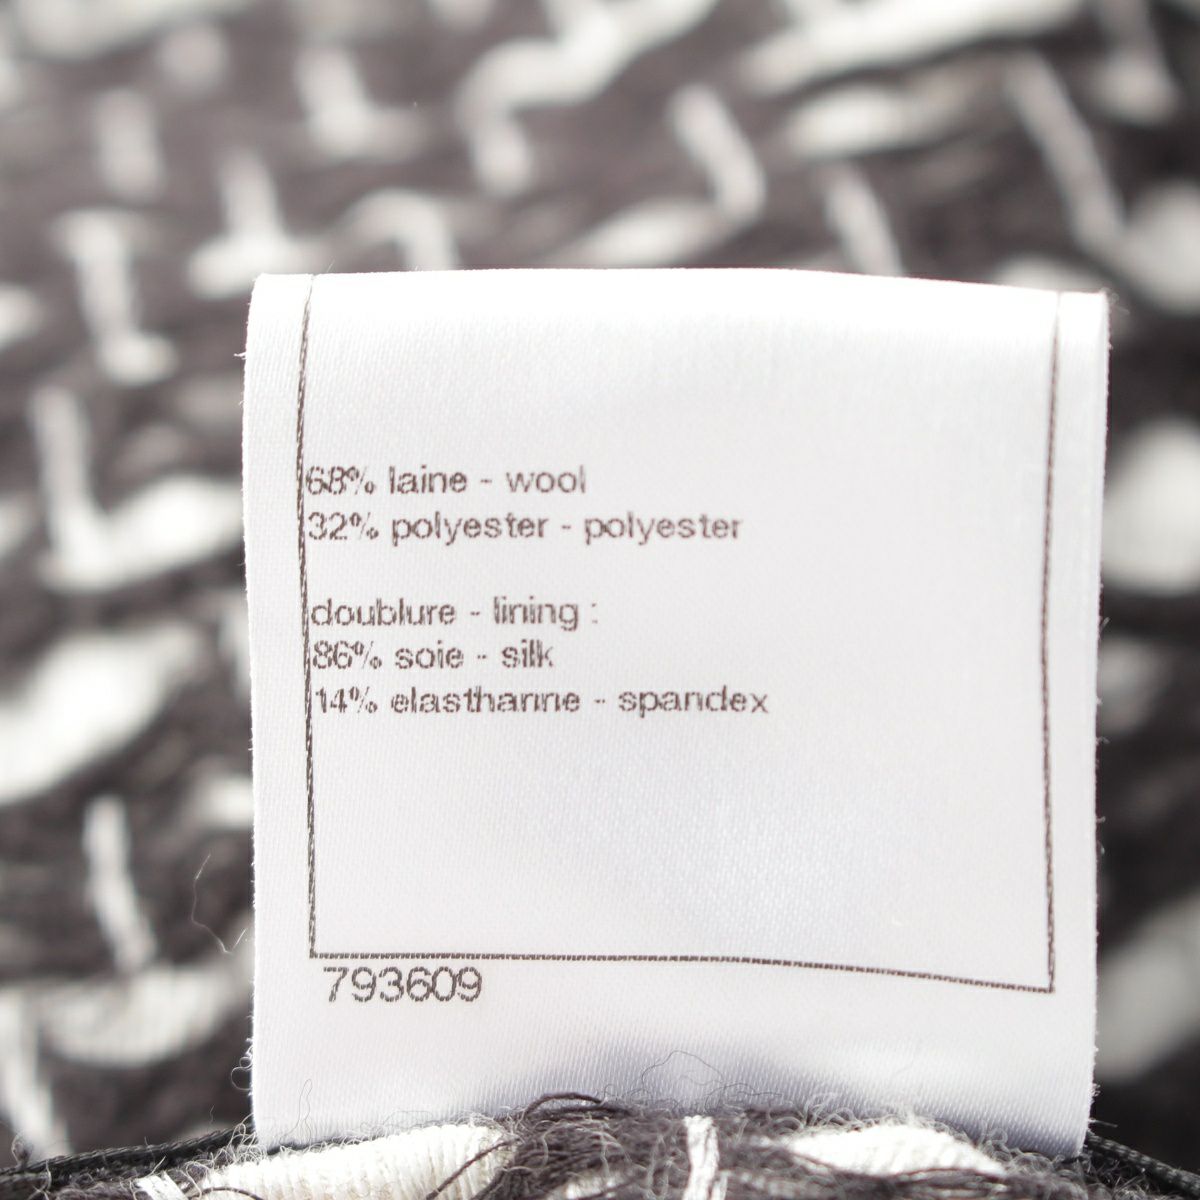 68% laine - wool
32% polyester - polyester
doublure - lining :
86% soie - silk
14% elasthanne - spandex
793609